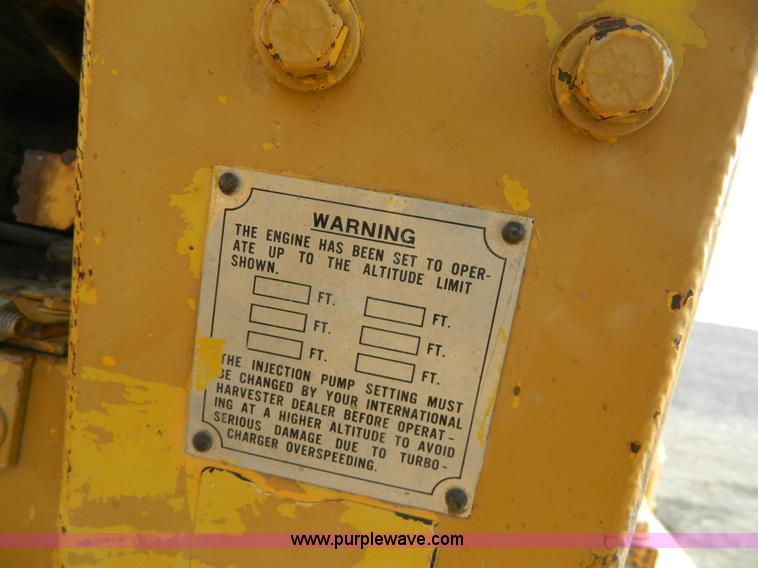 WARNING
THE ENGINE HAS BEEN SET TO OPER-
ATE UP TO THE ALTITUDE LIMIT
SHOWN.
FT. FT.
FT. FT.
FT. FT.
THE INJECTION PUMP SETTING MUST
BE CHANGED BY YOUR INTERNATIONAL
HARVESTER DEALER BEFORE OPERAT-
ING AT A HIGHER ALTITUDE TO AVOID
SERIOUS DAMAGE DUE TO TURBO-
CHARGER OVERSPEEDING.
www.purplewave.com